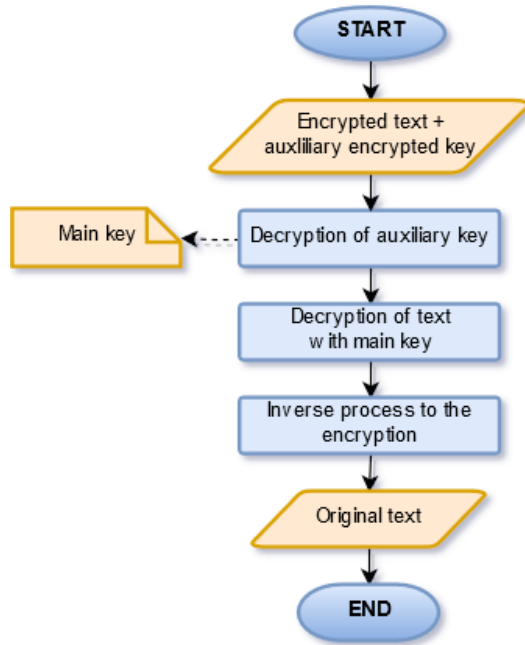 START
Encrypted text +
auxliliary encrypted key
Main key
Decryption of auxiliary key
Decryption of text
with main key
Inverse process to the
encryption
Original text
END